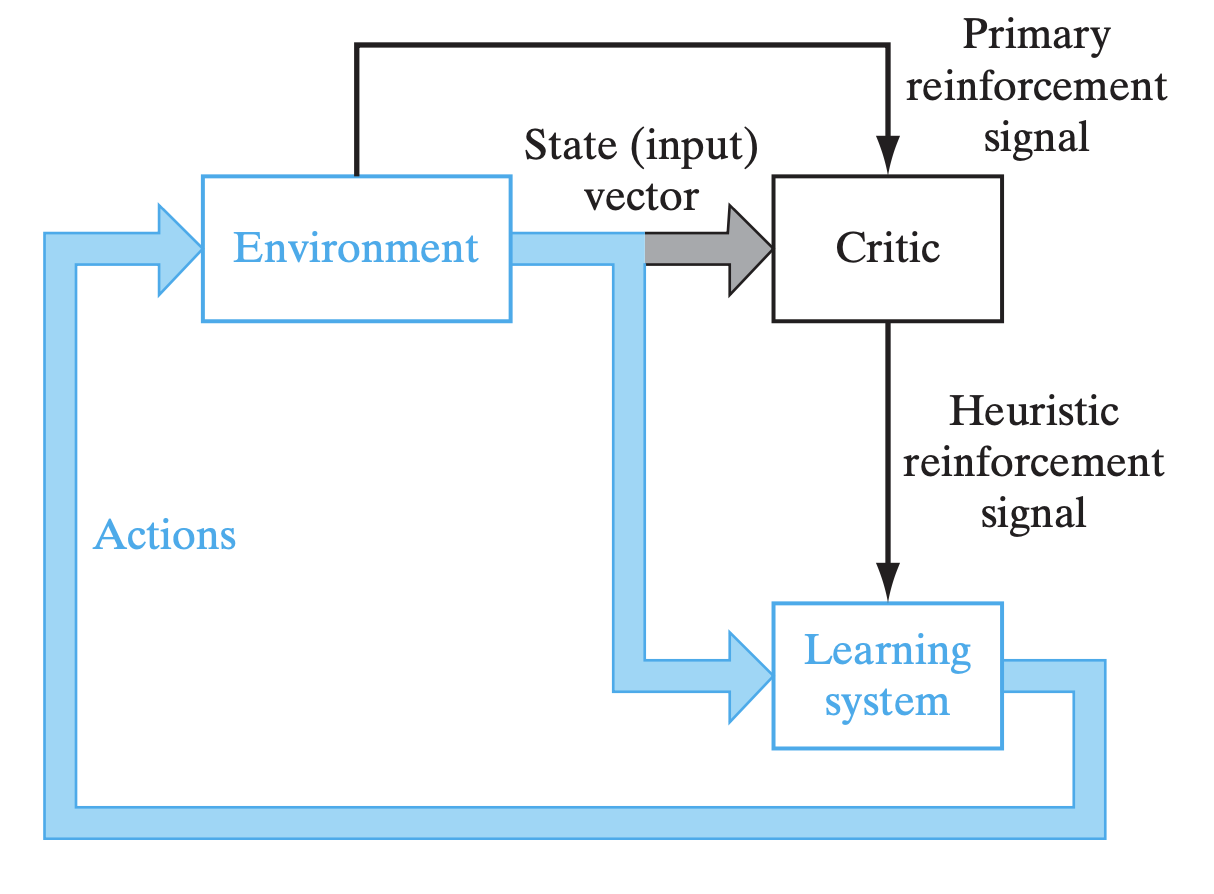 Primary
reinforcement
signal
State (input)
vector
Environment
Critic
Heuristic
reinforcement
signal
Actions
Learning
system